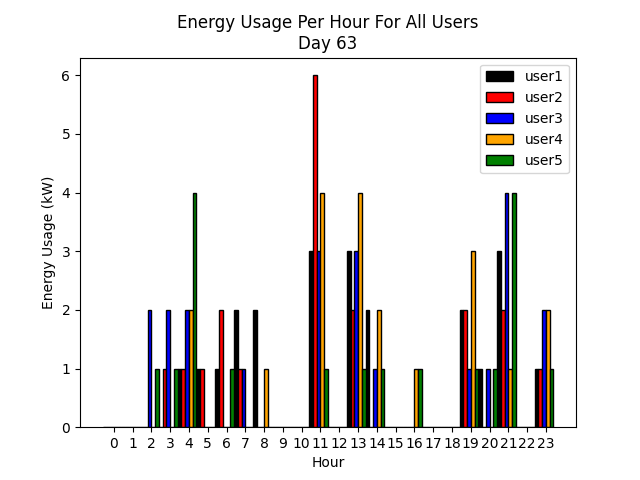 Energy Usage Per Hour For All Users
Day 63
user1
user2
user3
user4
user5
Energy Usage (kW)
6
5
4
3
2
1
0
0 1 2 3 4 5 6 7 8 9 10 11 12 13 14 15 16 17 18 19 20 21 22 23
Hour